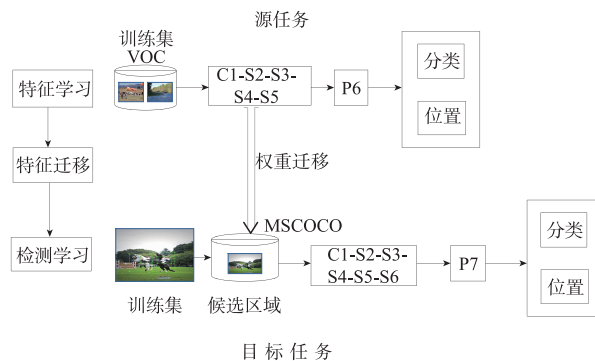 源任务
训练集
VOC
C1-S2-S3-
S4-S5
P6
分类
位置
特征学习
特征迁移
检测学习
权重迁移
MSCOCO
C1-S2-S3-
S4-S5-S6
P7
分类
位置
训练集
候选区域
目标任务